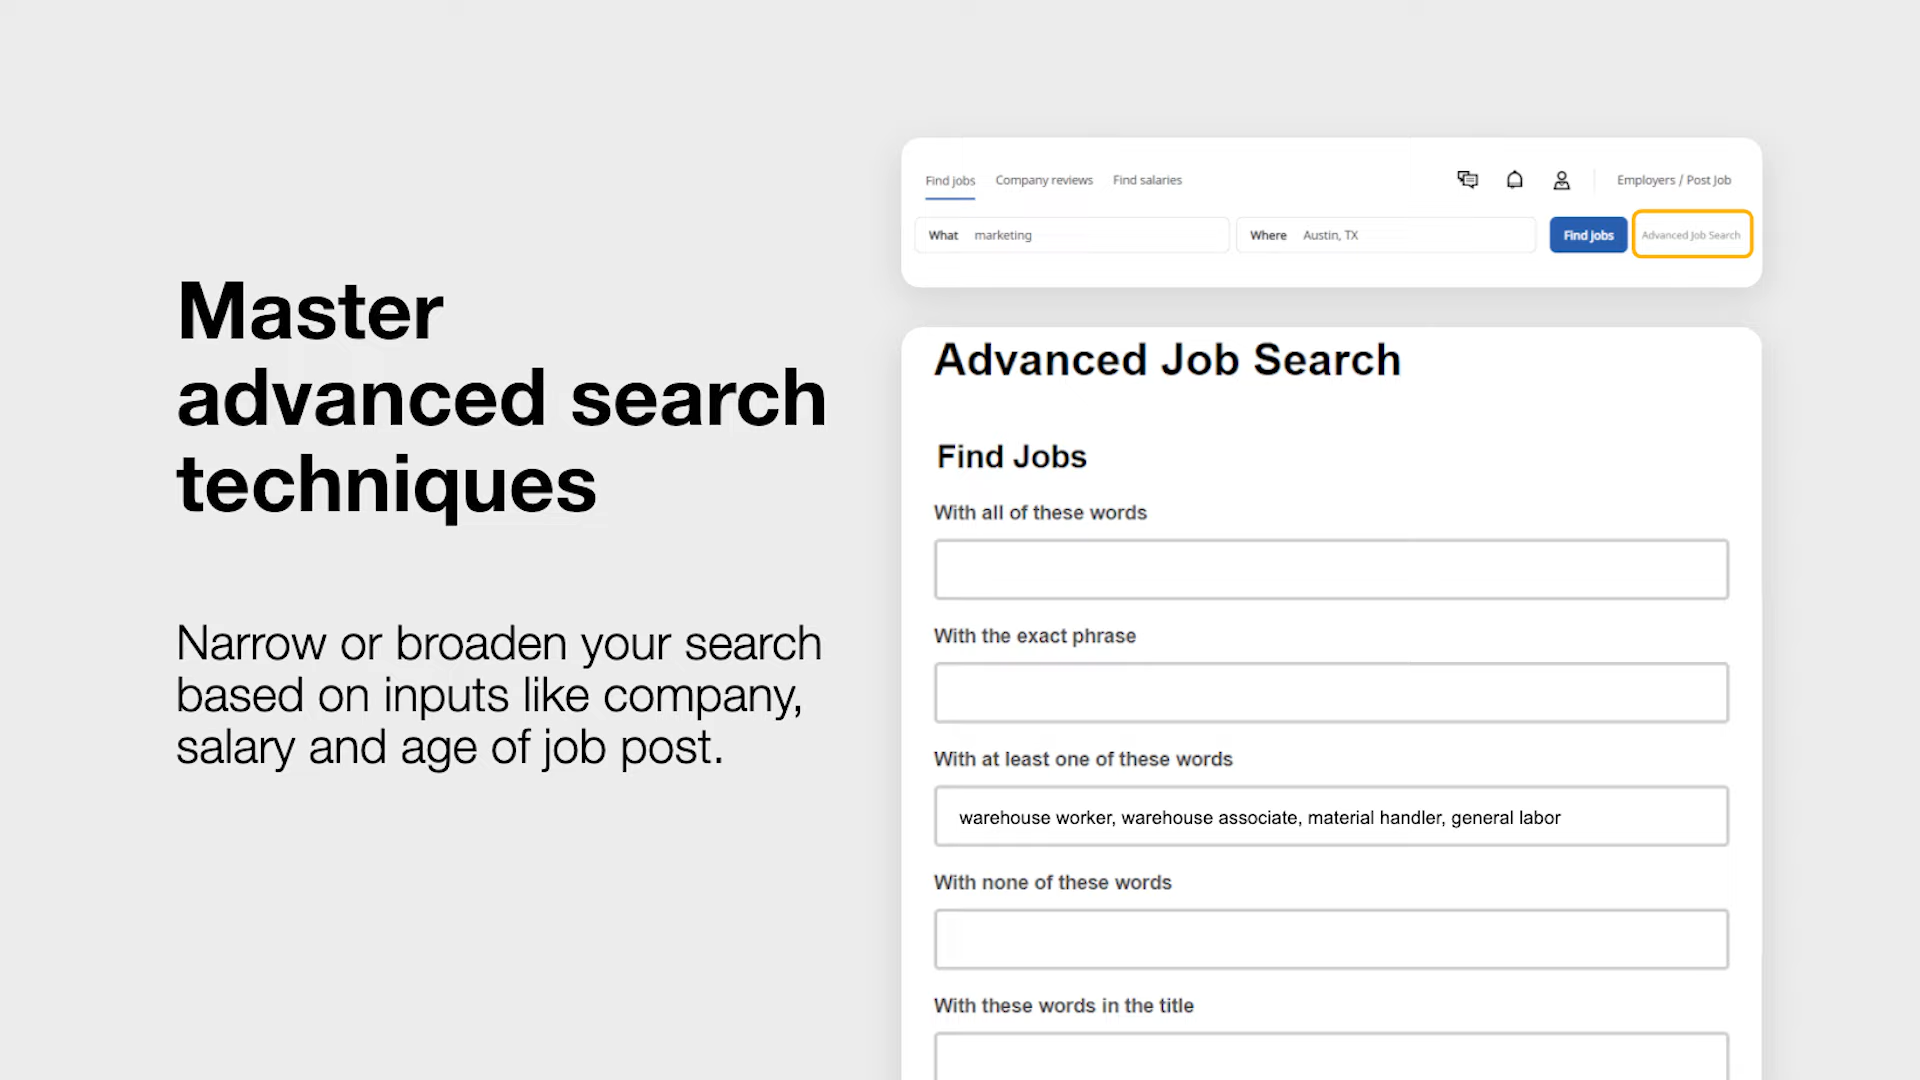 Master
advanced search
techniques
Narrow or broaden your search
based on inputs like company,
salary and age of job post.
Find jobs Company reviews Find salaries Employers / Post Job
What marketing Where Austin, TX Find jobs Advanced Job Search
Advanced Job Search
Find Jobs
With all of these words
With the exact phrase
With at least one of these words
warehouse worker, warehouse associate, material handler, general labor
With none of these words
With these words in the title